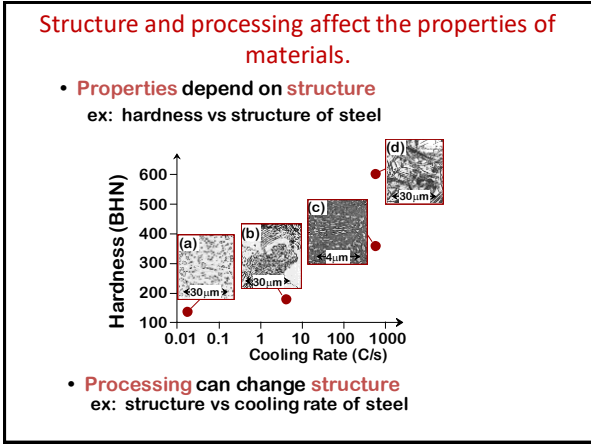 Structure and processing affect the properties of
materials.
• Properties depend on structure
ex: hardness vs structure of steel
Hardness (BHN)
600
500
400
300
200
100
(a)
30μm
(b)
30μm
(c)
4μm
(d)
30μm
0.01 0.1 1 10 100 1000
Cooling Rate (C/s)
• Processing can change structure
ex: structure vs cooling rate of steel